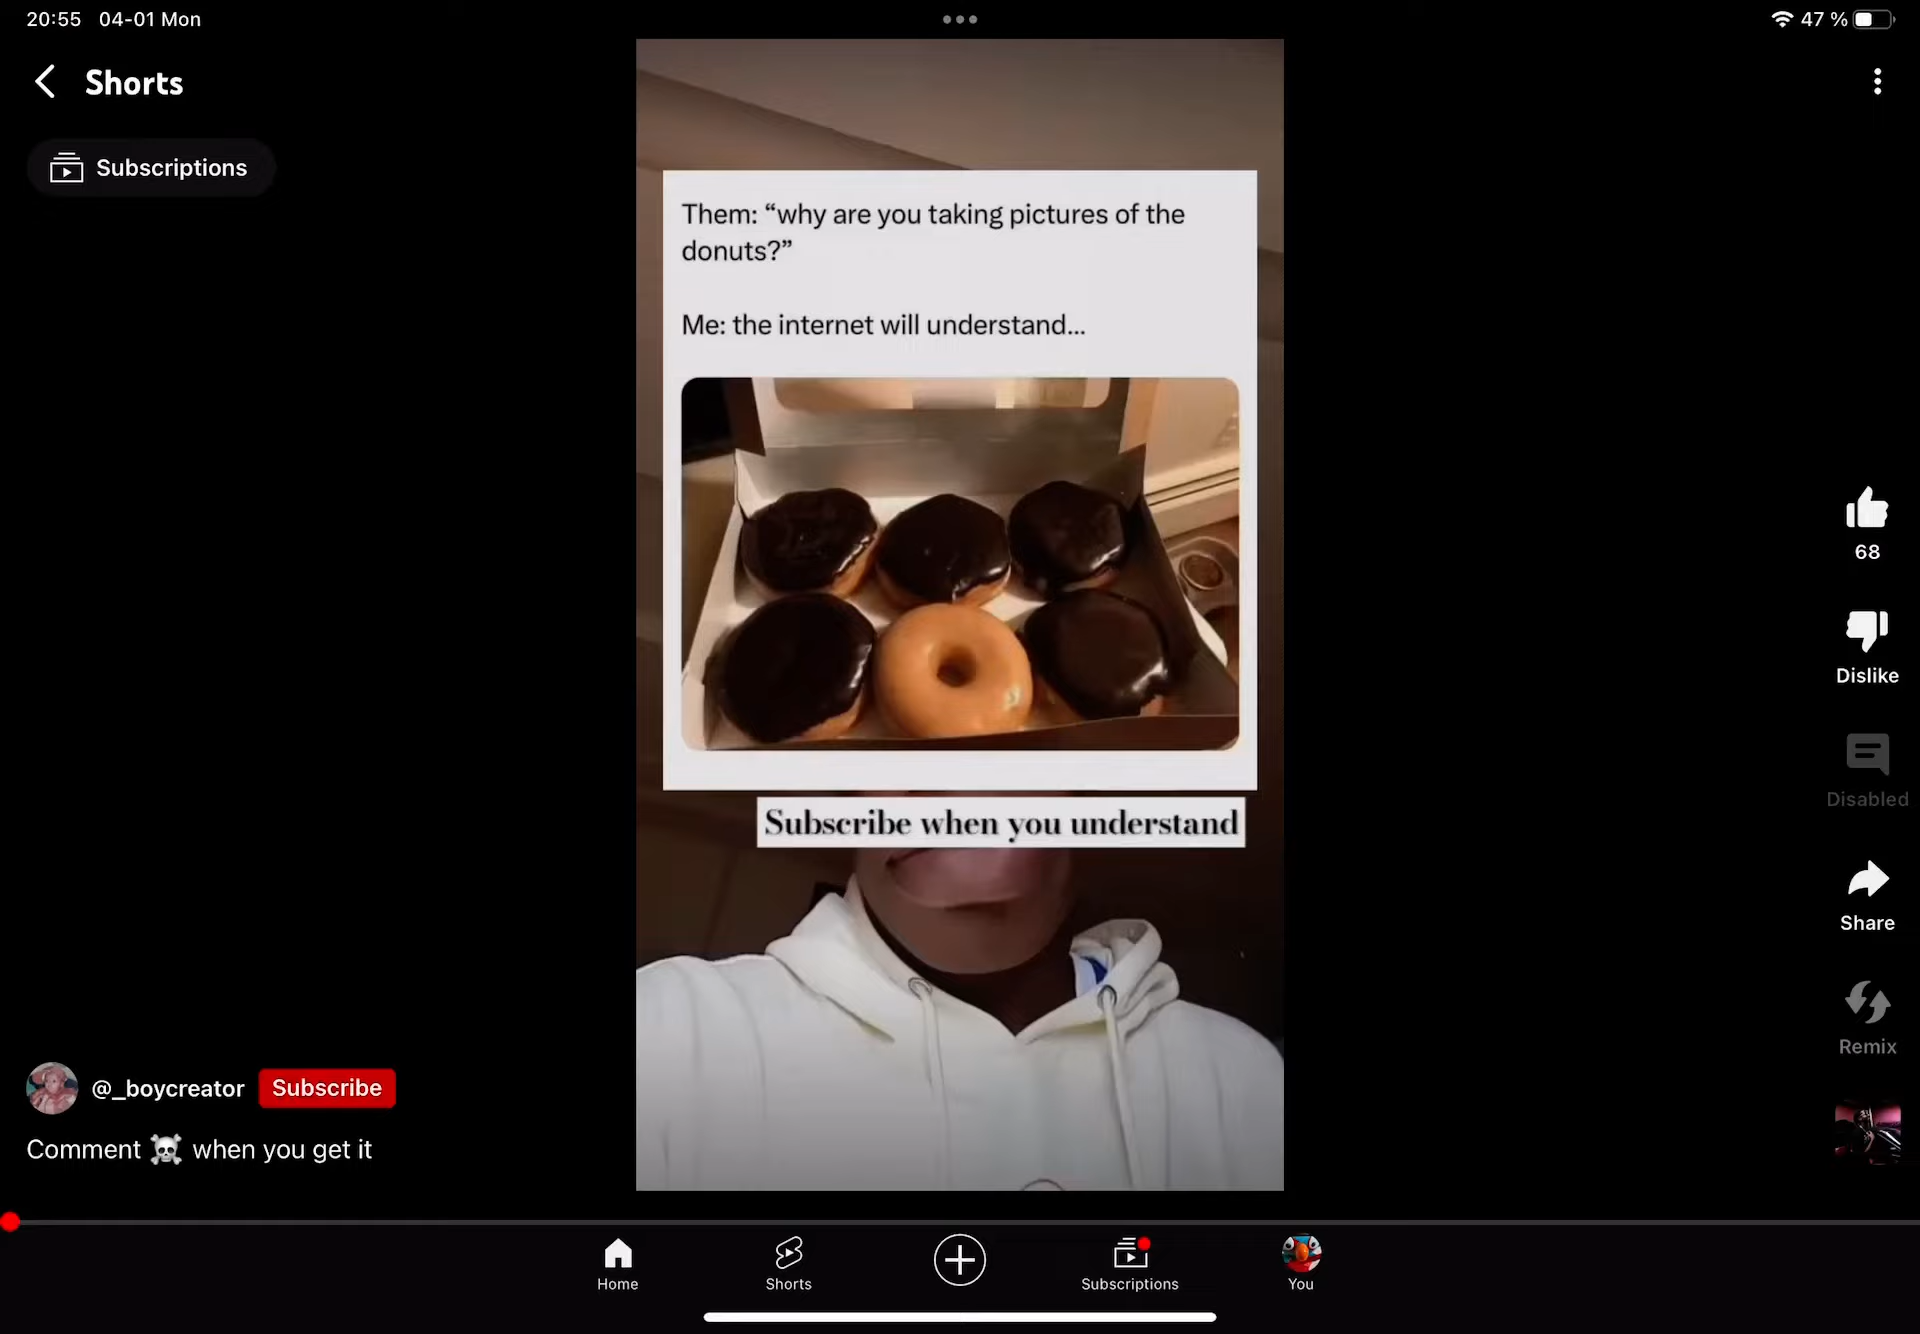 20:55 04-01 Mon
47 %
Shorts
Subscriptions
Them: “why are you taking pictures of the
donuts?”
Me: the internet will understand...
Subscribe when you understand
68
Dislike
Disabled
Share
Remix
@_boycreator Subscribe
Comment ☠️ when you get it
Home
Shorts
Subscriptions
You